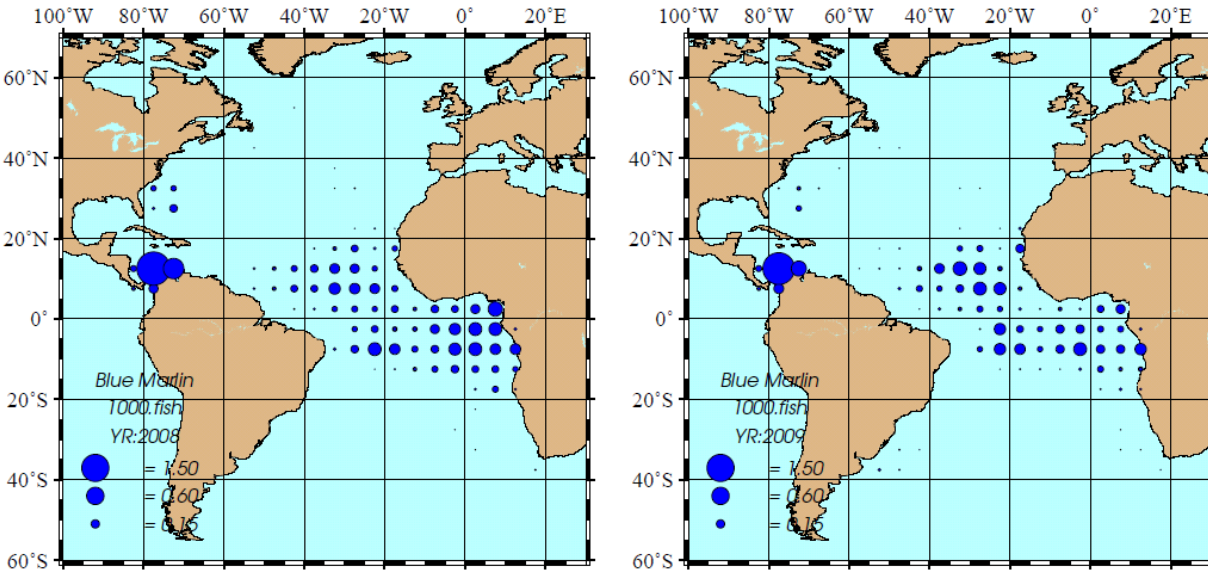 100˚W 80˚W 60˚W 40˚W 20˚W 0˚ 20˚E
60˚N
40˚N
20˚N
0˚
20˚S
40˚S
60˚S
Blue Marlin
1000.fish
YR:2008
= 1.50
= 0.60
= 0.15
100˚W 80˚W 60˚W 40˚W 20˚W 0˚ 20˚E
60˚N
40˚N
20˚N
0˚
20˚S
40˚S
60˚S
Blue Marlin
1000.fish
YR:2009
= 1.50
= 0.60
= 0.15